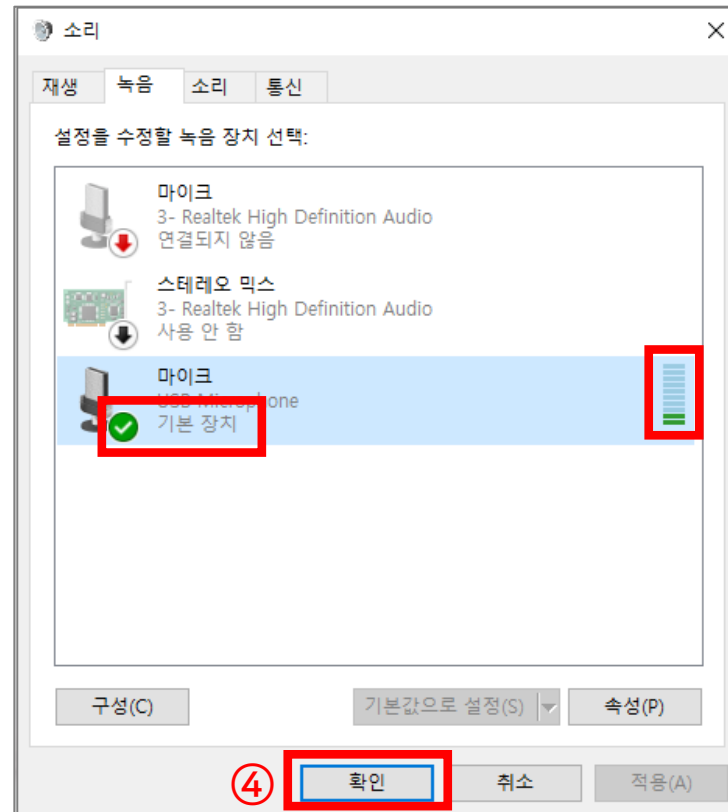 소리
재생 녹음 소리 통신
설정을 수정할 녹음 장치 선택:
마이크
3- Realtek High Definition Audio
연결되지 않음
스테레오 믹스
3- Realtek High Definition Audio
사용 안 함
마이크
USB Microphone
기본 장치
구성(C) 기본값으로 설정(S) 속성(P)
④ 확인 취소 적용(A)